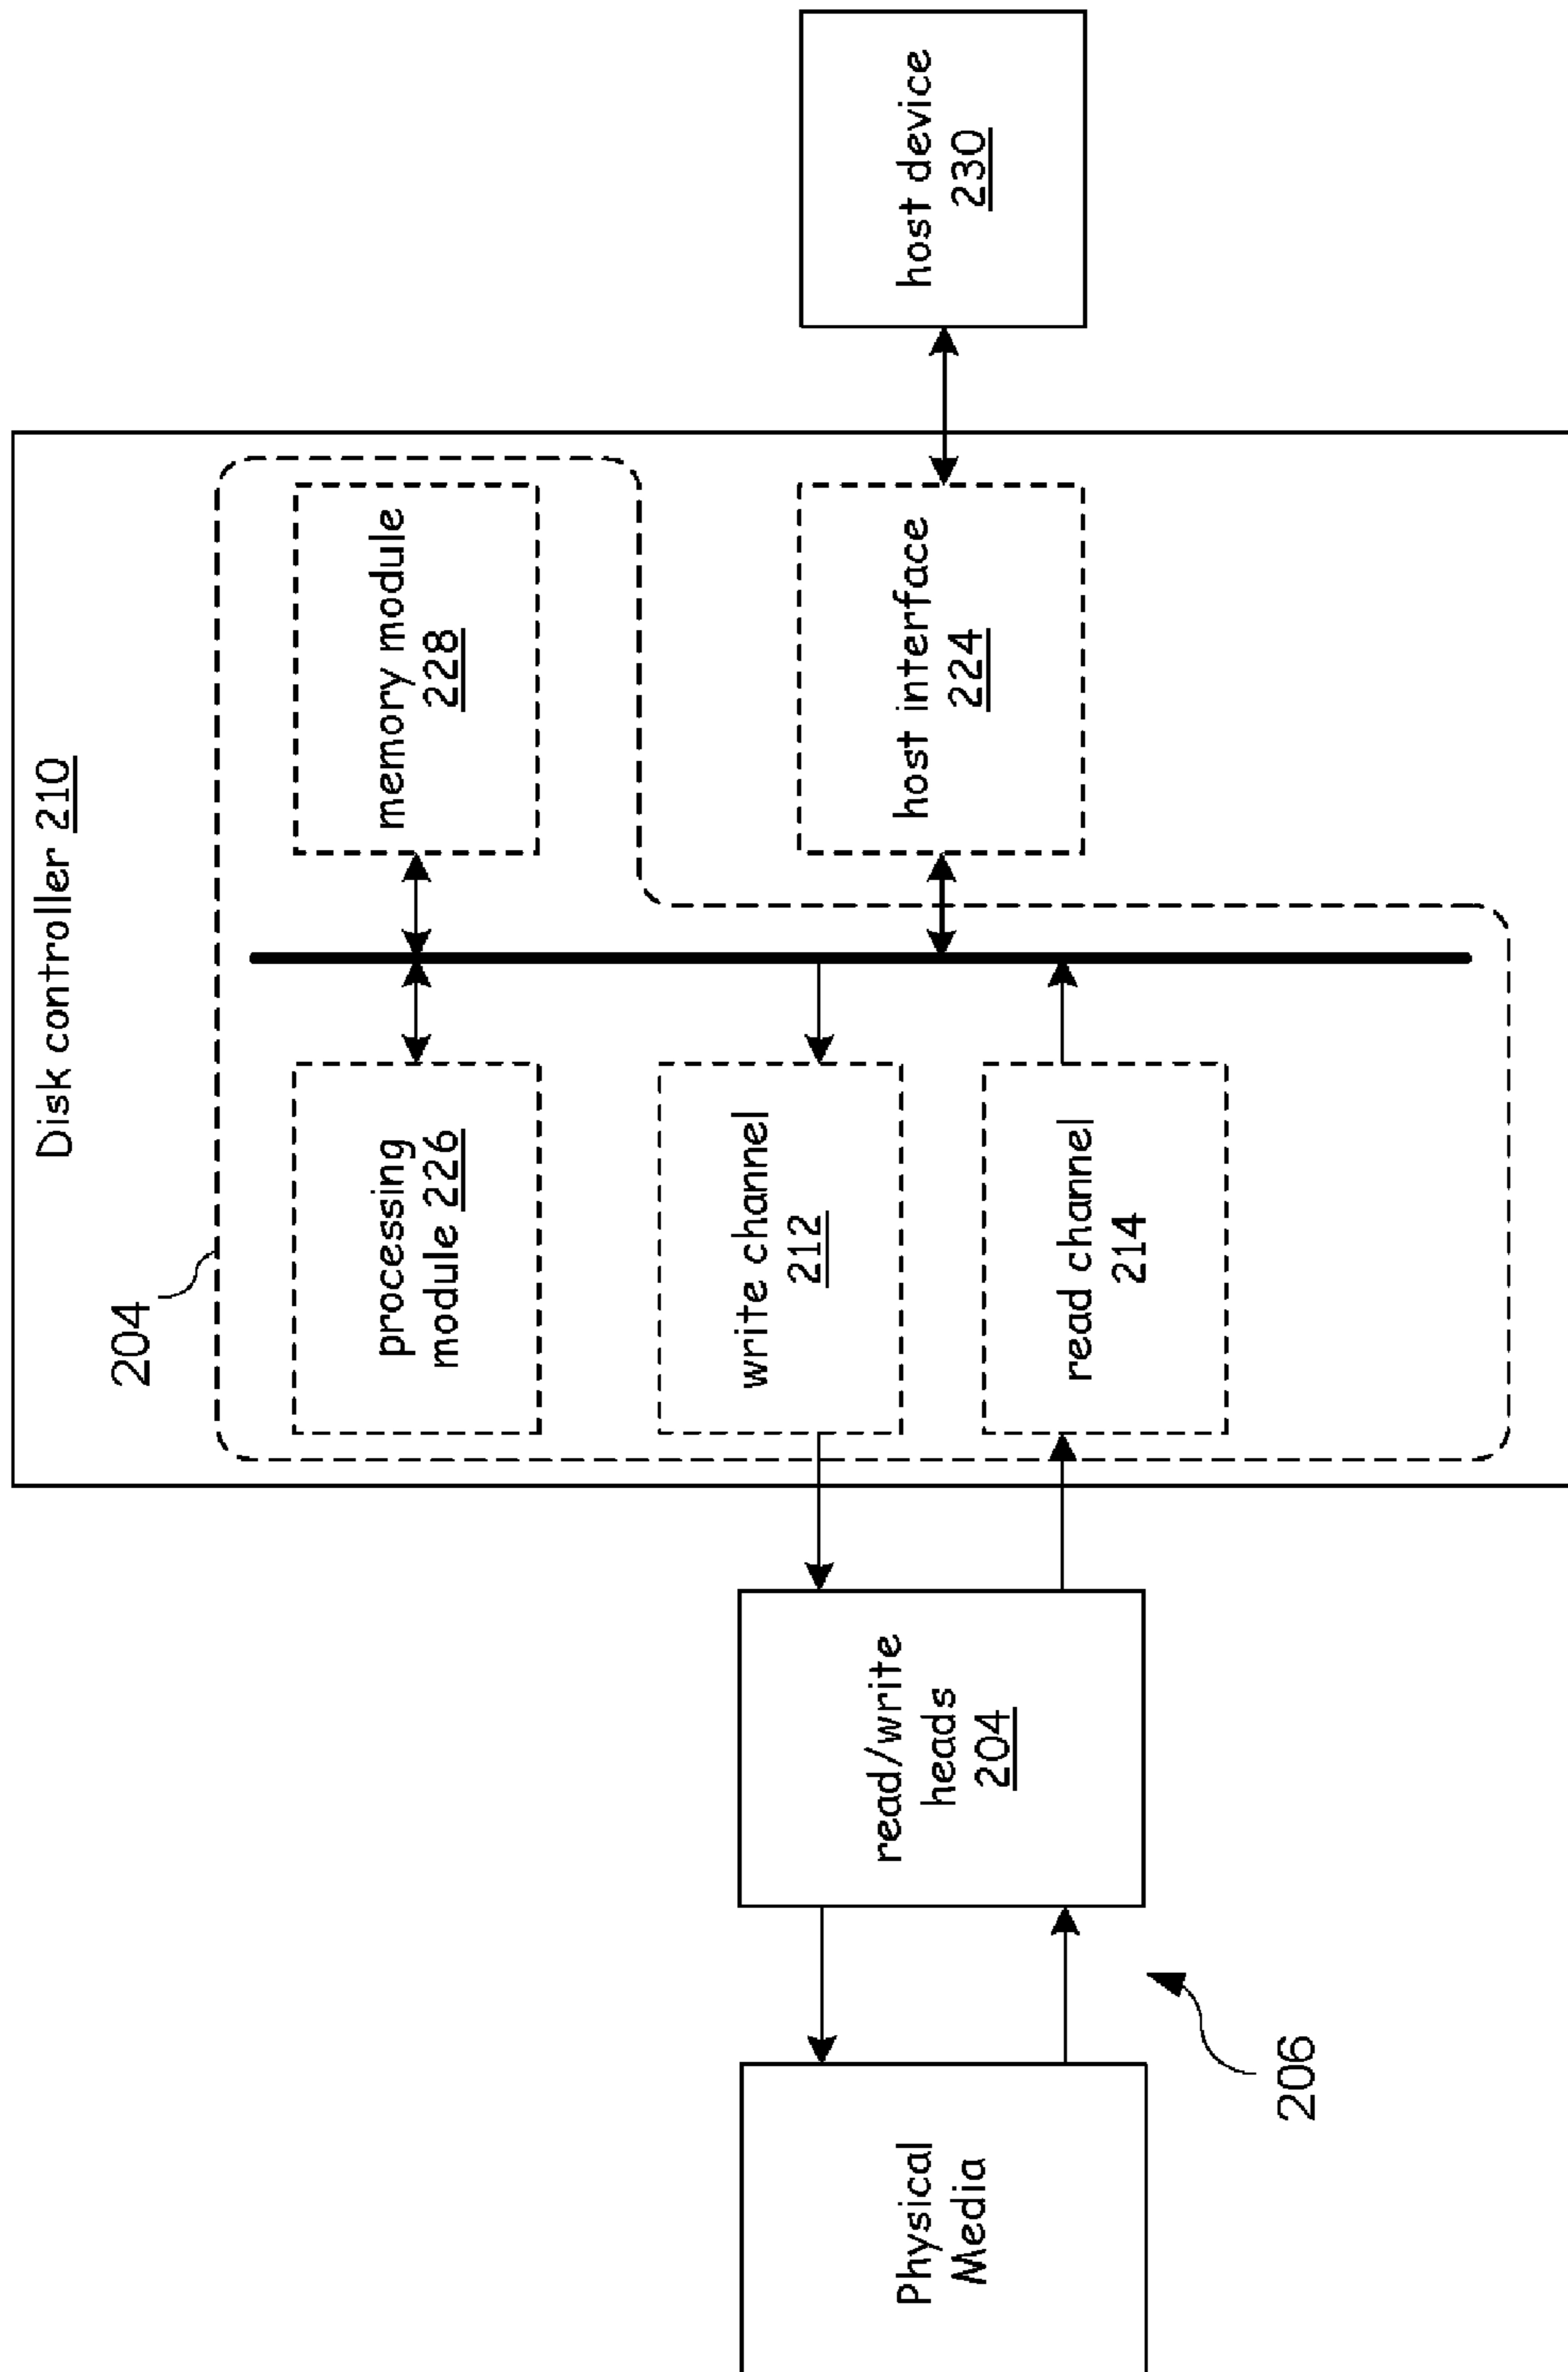 Disk controller 210
204
processing
module 226
memory module
228
write channel
212
read channel
214
host interface
224
host device
230
read/write
heads
204
Physical
Media
206